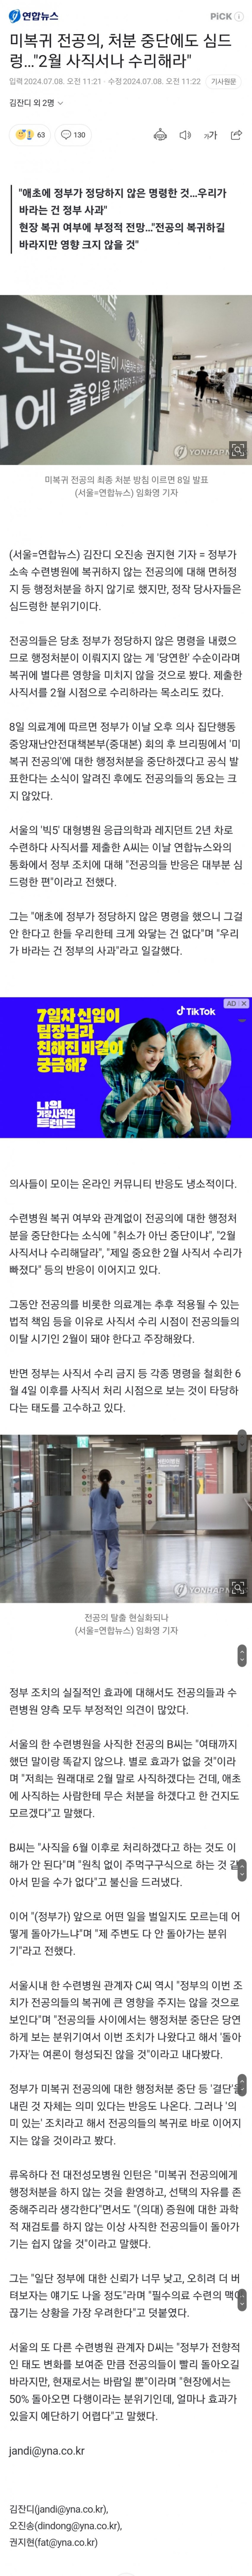 연합뉴스
PiCK
미복귀 전공의, 처분 중단에도 심드
렁…"2월 사직서나 수리해라"
입력 2024.07.08. 오전 11:21 · 수정 2024.07.08. 오전 11:22 기사원문
김잔디 외 2명
63 130
가가
"애초에 정부가 정당하지 않은 명령한 것…우리가
바라는 건 정부 사과"
현장 복귀 여부에 부정적 전망…"전공의 복귀하길
바라지만 영향 크지 않을 것"
전공의들이
출입을
에
YONHAPNEWS
미복귀 전공의 최종 처분 방침 이르면 8일 발표
(서울=연합뉴스) 임화영 기자
(서울=연합뉴스) 김잔디 오진송 권지현 기자 = 정부가
소속 수련병원에 복귀하지 않는 전공의에 대해 면허정
지 등 행정처분을 하지 않기로 했지만, 정작 당사자들은
심드렁한 분위기이다.
전공의들은 당초 정부가 정당하지 않은 명령을 내렸으
므로 행정처분이 이뤄지지 않는 게 '당연한' 수순이라며
복귀에 별다른 영향을 미치지 않을 것으로 봤다. 제출한
사직서를 2월 시점으로 수리하라는 목소리도 컸다.
8일 의료계에 따르면 정부가 이날 오후 의사 집단행동
중앙재난안전대책본부(중대본) 회의 후 브리핑에서 '미
복귀 전공의'에 대한 행정처분을 중단하겠다고 공식 발
표한다는 소식이 알려진 후에도 전공의들의 동요는 크
지 않았다.
서울의 '빅5' 대형병원 응급의학과 레지던트 2년 차로
수련하다 사직서를 제출한 A씨는 이날 연합뉴스와의
통화에서 정부 조치에 대해 "전공의들 반응은 대부분 심
드렁한 편"이라고 전했다.
그는 "애초에 정부가 정당하지 않은 명령을 했으니 그걸
안 한다고 한들 우리한테 크게 와닿는 건 없다"며 "우리
가 바라는 건 정부의 사과"라고 일갈했다.
AD
7일차 신입이
팀장님과
친해진 비결이
궁금해?
TikTok
나의
가장사적인
트렌드
의사들이 모이는 온라인 커뮤니티 반응도 냉소적이다.
수련병원 복귀 여부와 관계없이 전공의에 대한 행정처
분을 중단한다는 소식에 "취소가 아닌 중단이냐", "2월
사직서나 수리해달라", "제일 중요한 2월 사직서 수리가
빠졌다" 등의 반응이 이어지고 있다.
그동안 전공의를 비롯한 의료계는 추후 적용될 수 있는
법적 책임 등을 이유로 사직서 수리 시점이 전공의들의
이탈 시기인 2월이 돼야 한다고 주장해왔다.
반면 정부는 사직서 수리 금지 등 각종 명령을 철회한 6
월 4일 이후를 사직서 처리 시점으로 보는 것이 타당하
다는 태도를 고수하고 있다.
YONHAPNEWS
전공의 탈출 현실화되나
(서울=연합뉴스) 임화영 기자
정부 조치의 실질적인 효과에 대해서도 전공의들과 수
련병원 양측 모두 부정적인 의견이 많았다.
서울의 한 수련병원을 사직한 전공의 B씨는 "여태까지
했던 말이랑 똑같지 않으냐. 별로 효과가 없을 것"이라
며 "저희는 원래대로 2월 말로 사직하겠다는 건데, 애초
에 사직하는 사람한테 무슨 처분을 하겠다고 한 건지도
모르겠다"고 말했다.
B씨는 "사직을 6월 이후로 처리하겠다고 하는 것도 이
해가 안 된다"며 "원칙 없이 주먹구구식으로 하는 것 같
아서 믿을 수가 없다"고 불신을 드러냈다.
이어 "(정부가) 앞으로 어떤 일을 벌일지도 모르는데 어
떻게 돌아가느냐"며 "제 주변도 다 안 돌아가는 분위
기"라고 전했다.
서울시내 한 수련병원 관계자 C씨 역시 "정부의 이번 조
치가 전공의들의 복귀에 큰 영향을 주지는 않을 것으로
보인다"며 "전공의들 사이에서는 행정처분 중단은 당연
하게 보는 분위기여서 이번 조치가 나왔다고 해서 '돌아
가자'는 여론이 형성되진 않을 것"이라고 내다봤다.
정부가 미복귀 전공의에 대한 행정처분 중단 등 '결단'을
내린 것 자체는 의미 있다는 반응도 나온다. 그러나 '의
미 있는' 조치라고 해서 전공의들의 복귀로 바로 이어지
지는 않을 것이라고 봤다.
류옥하다 전 대전성모병원 인턴은 "미복귀 전공의에게
행정처분을 하지 않는 것을 환영하고, 선택의 자유를 존
중해주리라 생각한다"면서도 "(의대) 증원에 대한 과학
적 재검토를 하지 않는 이상 사직한 전공의들이 돌아가
기는 쉽지 않을 것"이라고 말했다.
그는 "일단 정부에 대한 신뢰가 너무 낮고, 오히려 더 버
텨보자는 얘기도 나올 정도"라며 "필수의료 수련의 맥이
끊기는 상황을 가장 우려한다"고 덧붙였다.
서울의 또 다른 수련병원 관계자 D씨는 "정부가 전향적
인 태도 변화를 보여준 만큼 전공의들이 빨리 돌아오길
바라지만, 현재로서는 바람일 뿐"이라며 "현장에서는
50% 돌아오면 다행이라는 분위기인데, 얼마나 효과가
있을지 예단하기 어렵다"고 말했다.
jandi@yna.co.kr
김잔디(jandi@yna.co.kr),
오진송(dindong@yna.co.kr),
권지현(fat@yna.co.kr)